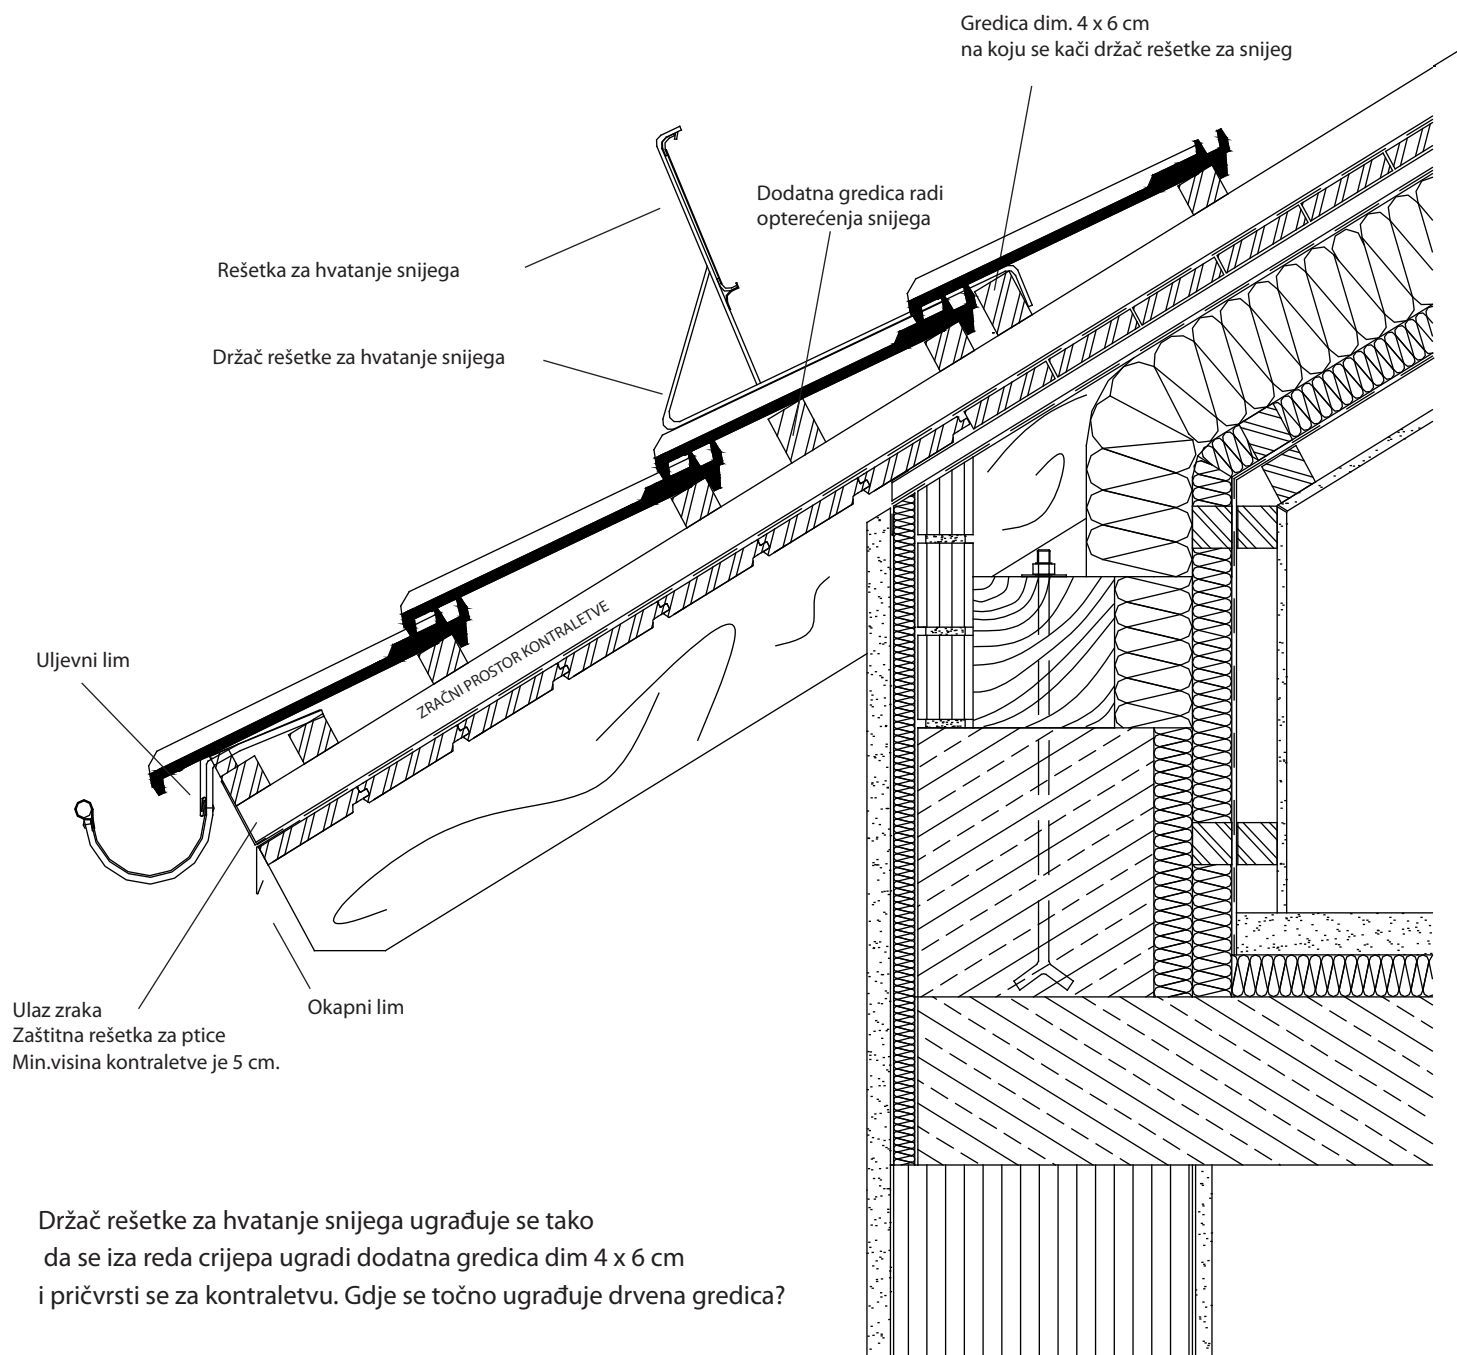 Gredica dim. 4 x 6 cm
na koju se kači držač rešetke za snijeg
Dodatna gredica radi
opterećenja snijega
Rešetka za hvatanje snijega
Držač rešetke za hvatanje snijega
ZRAČNI PROSTOR KONTRALETVE
Uljevni lim
Okapni lim
Ulaz zraka
Zaštitna rešetka za ptice
Min.visina kontraletve je 5 cm.
Držač rešetke za hvatanje snijega ugrađuje se tako
da se iza reda crijepa ugradi dodatna gredica dim 4 x 6 cm
i pričvrsti se za kontraletvu. Gdje se točno ugrađuje drvena gredica?